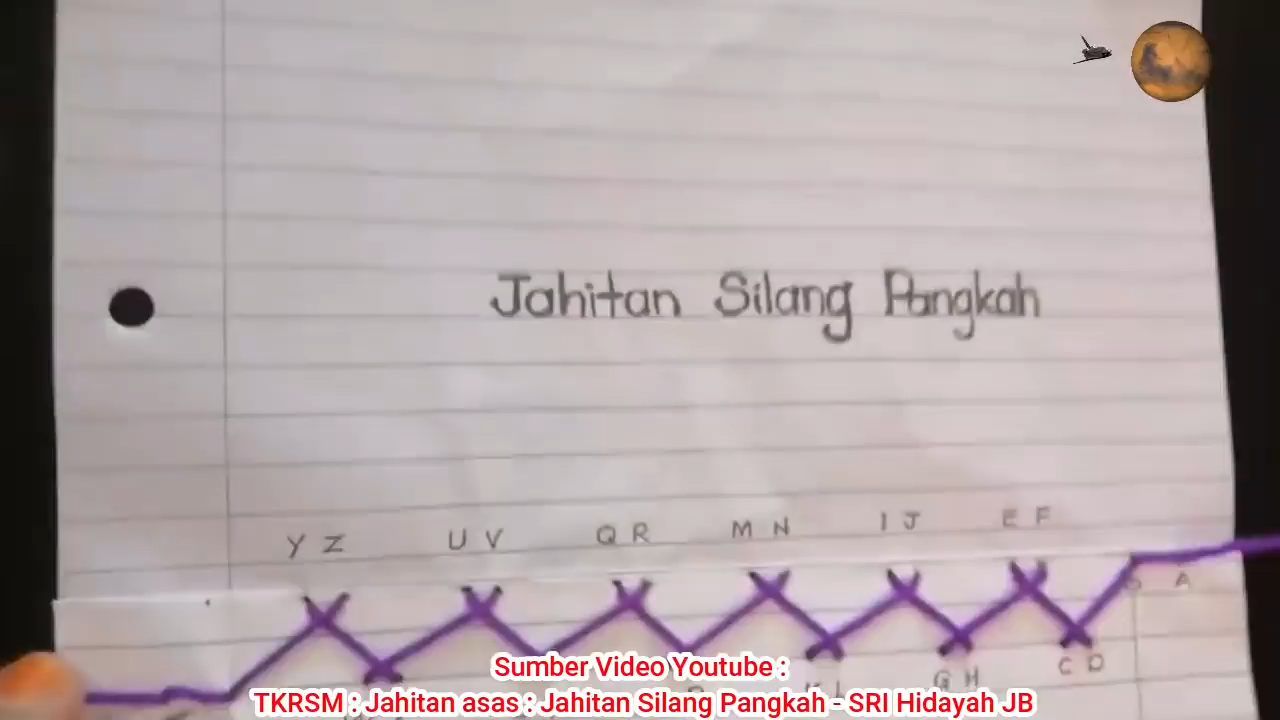 Jahitan Silang Pangkah
Y Z U V Q R M N I J E F
A
C D
G H
Sumber Video Youtube :
TKRSM : Jahitan asas : Jahitan Silang Pangkah - SRI Hidayah JB